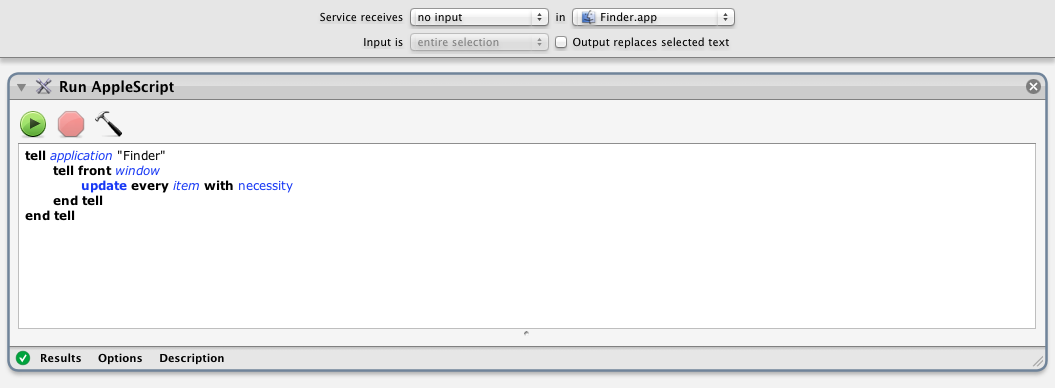 Service receives no input in Finder.app
Input is entire selection Output replaces selected text
Run AppleScript
tell application "Finder"
tell front window
update every item with necessity
end tell
end tell
Results Options Description